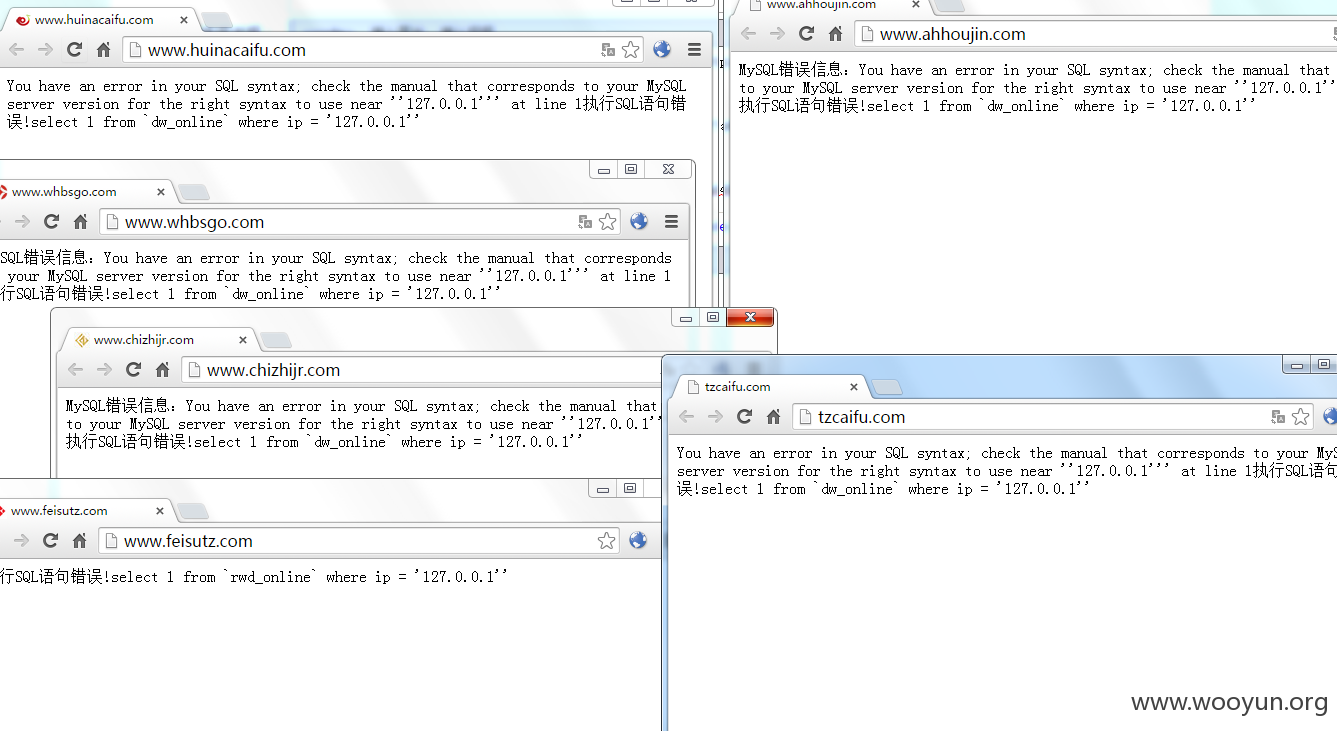 www.huinacaifu.com
www.huinacaifu.com
You have an error in your SQL syntax; check the manual that corresponds to your MySQL
server version for the right syntax to use near ''127.0.0.1''' at line 1执行SQL语句错
误!select 1 from `dw_online` where ip = '127.0.0.1''
www.ahhoujin.com
www.ahhoujin.com
MySQL错误信息：You have an error in your SQL syntax; check the manual that
to your MySQL server version for the right syntax to use near ''127.0.0.1''
执行SQL语句错误!select 1 from `dw_online` where ip = '127.0.0.1''
www.whbsgo.com
www.whbsgo.com
SQL错误信息：You have an error in your SQL syntax; check the manual that corresponds
your MySQL server version for the right syntax to use near ''127.0.0.1''' at line 1
行SQL语句错误!select 1 from `dw_online` where ip = '127.0.0.1''
www.chizhijr.com
www.chizhijr.com
MySQL错误信息：You have an error in your SQL syntax; check the manual that
to your MySQL server version for the right syntax to use near ''127.0.0.1''
执行SQL语句错误!select 1 from `dw_online` where ip = '127.0.0.1''
tzcaifu.com
tzcaifu.com
You have an error in your SQL syntax; check the manual that corresponds to your MyS
server version for the right syntax to use near ''127.0.0.1''' at line 1执行SQL语句
误!select 1 from `dw_online` where ip = '127.0.0.1''
www.feisutz.com
www.feisutz.com
行SQL语句错误!select 1 from `rwd_online` where ip = '127.0.0.1''
www.wooyun.org